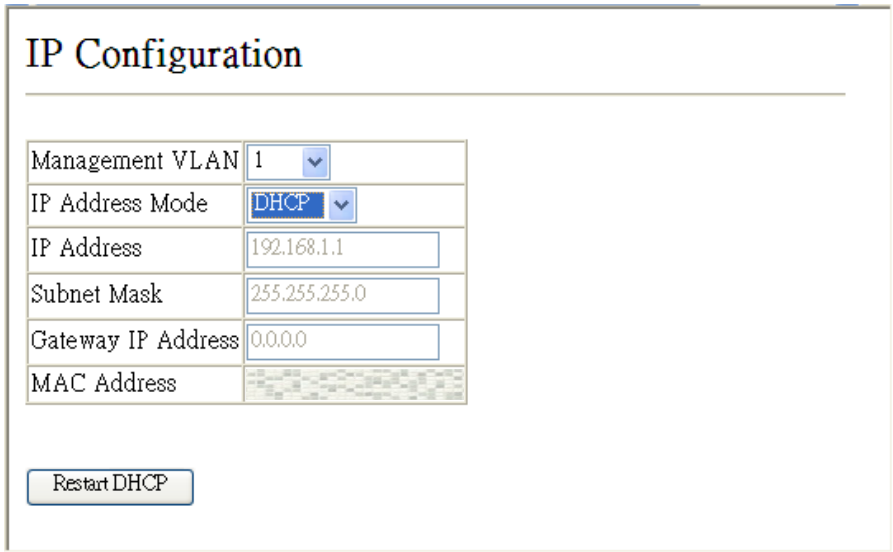 IP Configuration
Management VLAN 1
IP Address Mode DHCP
IP Address 192.168.1.1
Subnet Mask 255.255.255.0
Gateway IP Address 0.0.0.0
MAC Address
Restart DHCP